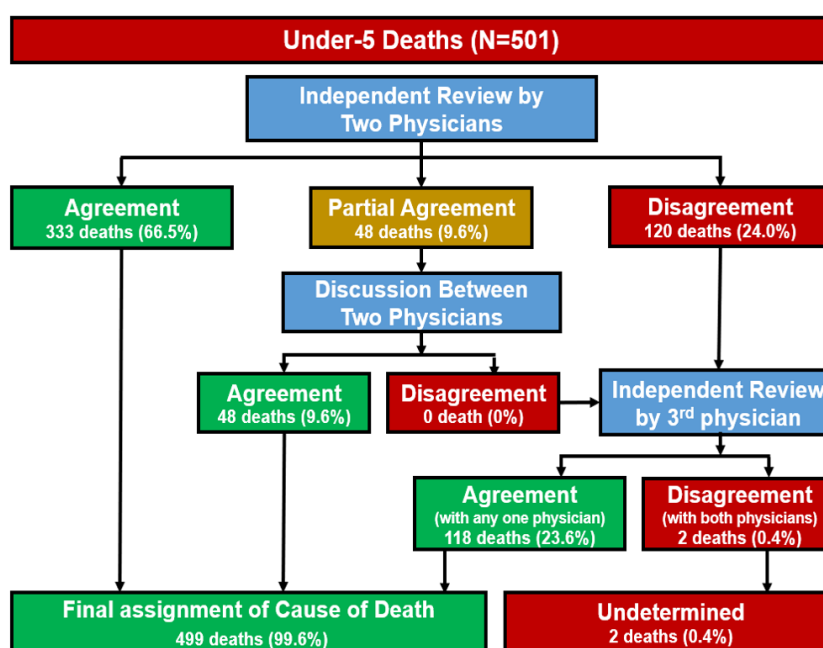 Under-5 Deaths (N=501)
Independent Review by
Two Physicians
Agreement
333 deaths (66.5%)
Partial Agreement
48 deaths (9.6%)
Disagreement
120 deaths (24.0%)
Discussion Between
Two Physicians
Agreement
48 deaths (9.6%)
Disagreement
0 death (0%)
Independent Review
by 3rd physician
Agreement
(with any one physician)
118 deaths (23.6%)
Disagreement
(with both physicians)
2 deaths (0.4%)
Final assignment of Cause of Death
499 deaths (99.6%)
Undetermined
2 deaths (0.4%)